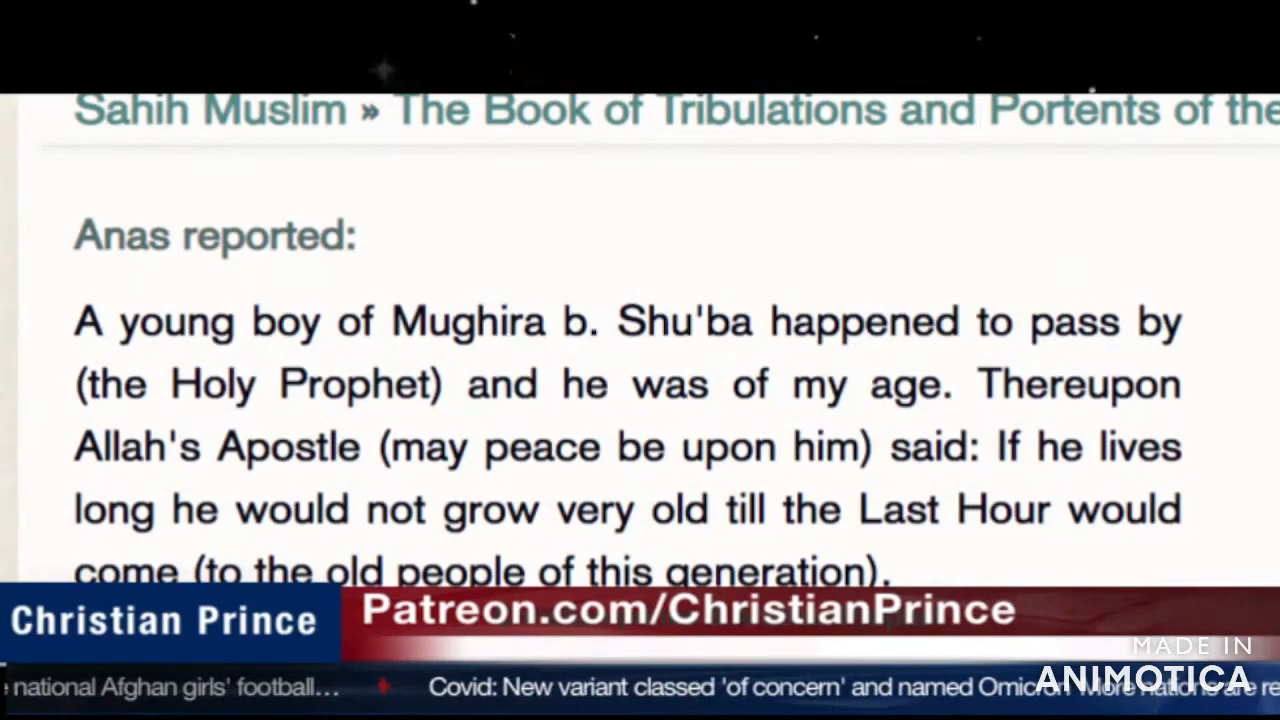 Sahih Muslim » The Book of Tribulations and Portents of the
Anas reported:
A young boy of Mughira b. Shu'ba happened to pass by
(the Holy Prophet) and he was of my age. Thereupon
Allah's Apostle (may peace be upon him) said: If he lives
long he would not grow very old till the Last Hour would
come (to the old people of this generation).
Christian Prince
Patreon.com/ChristianPrince
MADE IN
ANIMOTICA
national Afghan girls' football... Covid: New variant classed 'of concern' and named Omicron More nations are re